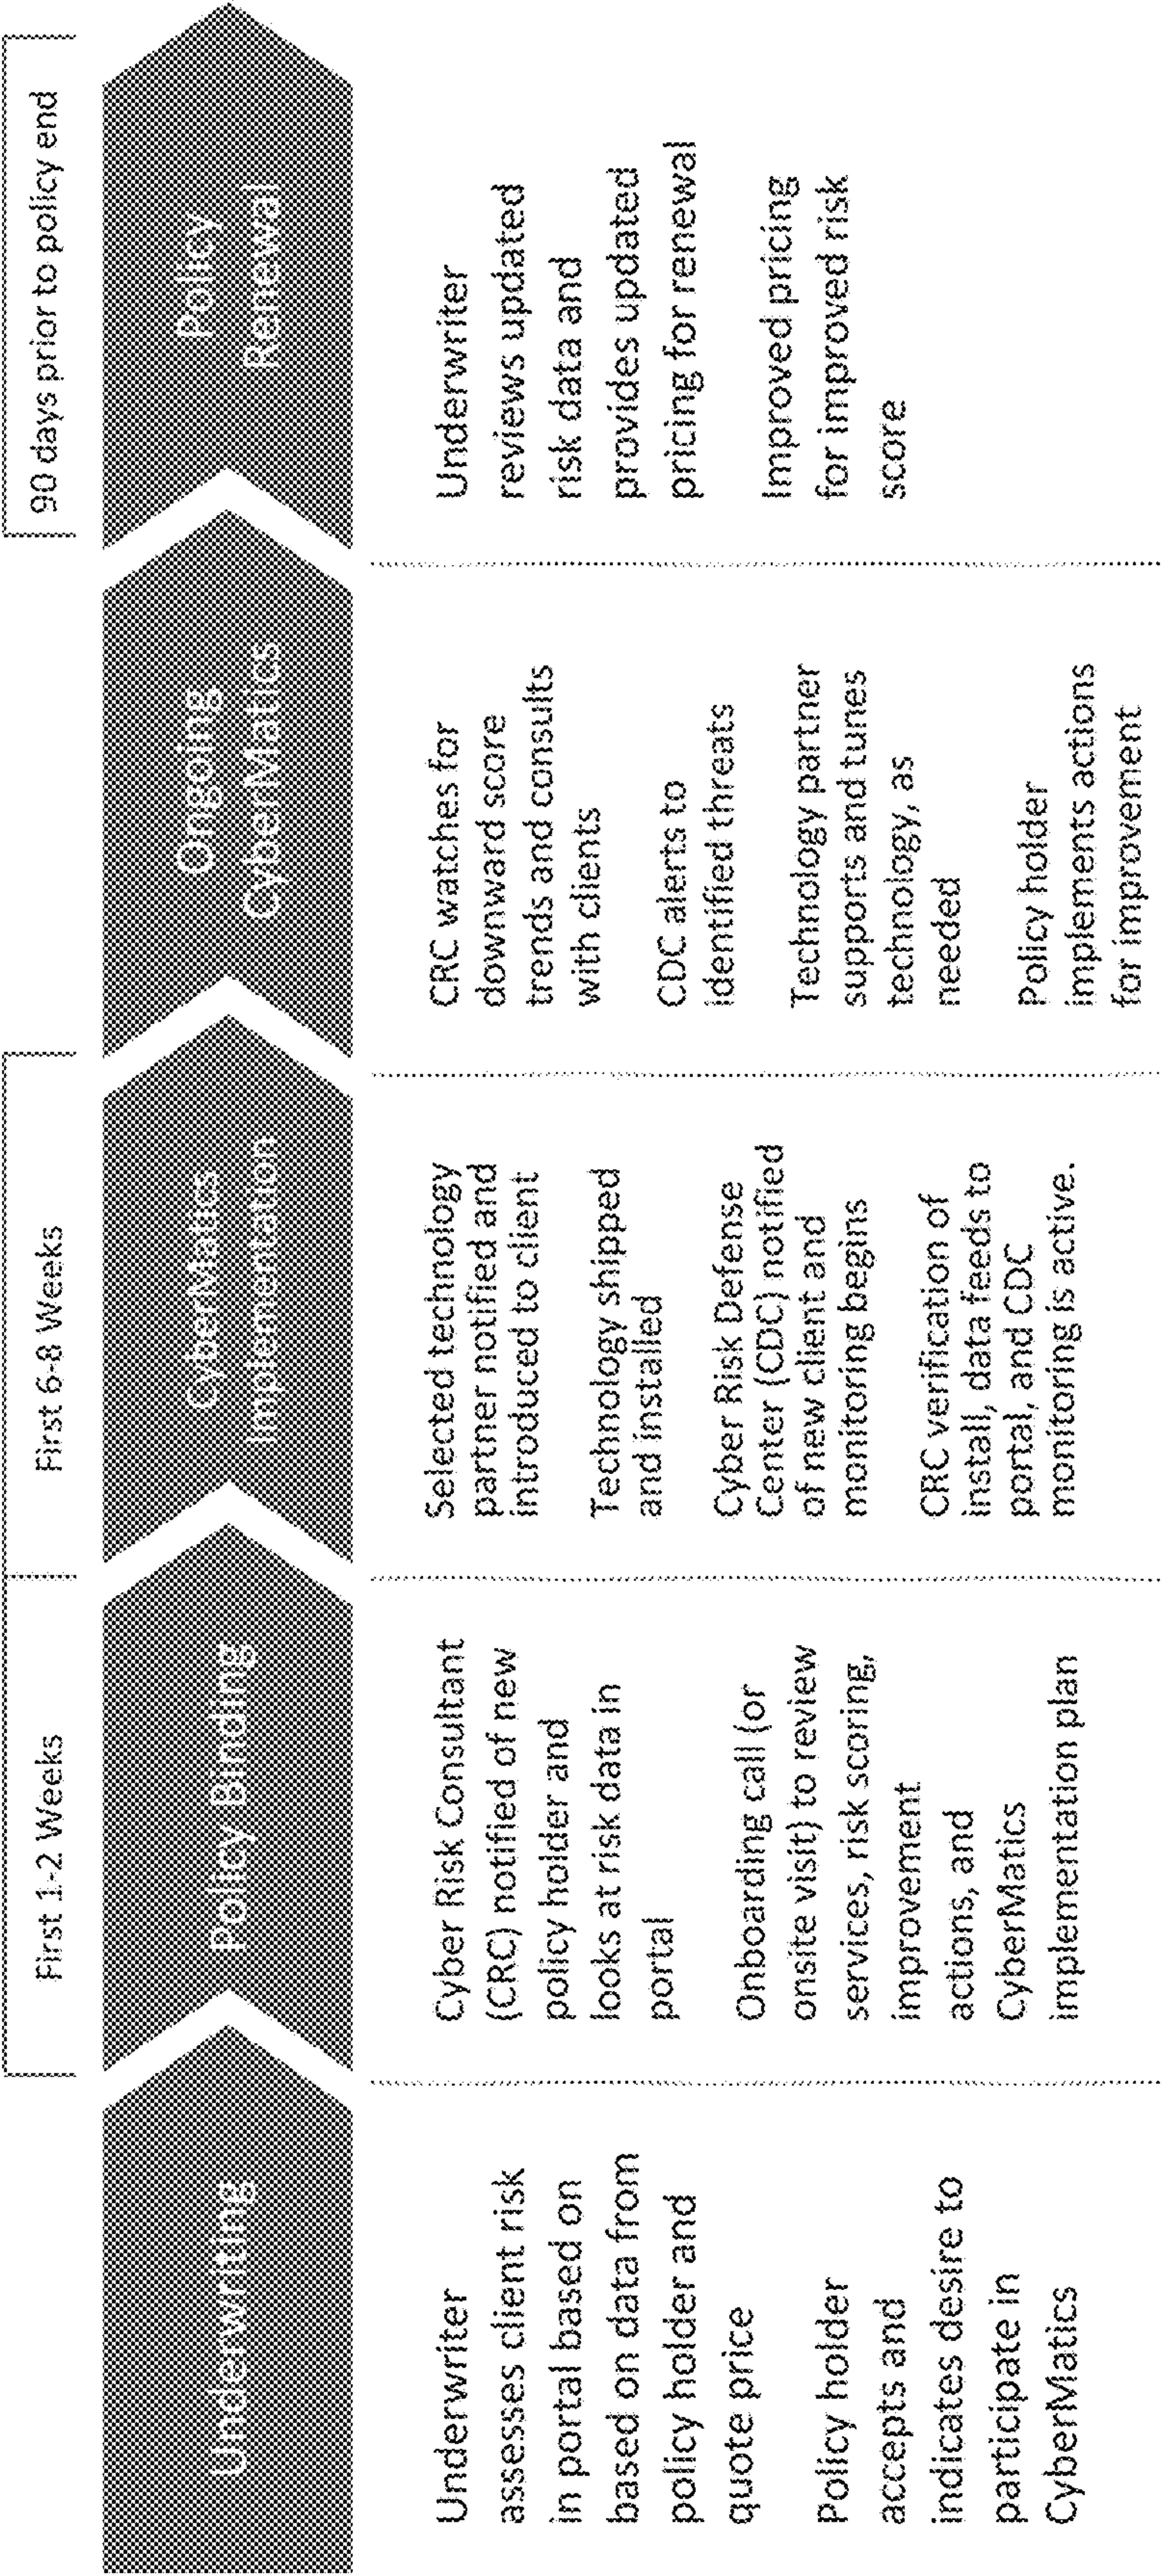 First 1-2 Weeks
First 6-8 Weeks
90 days prior to policy end
Underwriting
Policy Binding
CyberMatics
Implementation
Ongoing
CyberMatics
Policy
Renewal
Underwriter
assesses client risk
in portal based on
based on data from
policy holder and
quote price
Policy holder
accepts and
indicates desire to
participate in
CyberMatics
Cyber Risk Consultant
(CRC) notified of new
policy holder and
looks at risk data in
portal
Onboarding call (or
onsite visit) to review
services, risk scoring,
improvement
actions, and
CyberMatics
implementation plan
Selected technology
partner notified and
introduced to client
Technology shipped
and installed
Cyber Risk Defense
Center (CDC) notified
of new client and
monitoring begins
CRC verification of
install, data feeds to
portal, and CDC
monitoring is active.
CRC watches for
downward score
trends and consults
with clients
CDC alerts to
identified threats
Technology partner
supports and tunes
technology, as
needed
Policy holder
implements actions
for improvement
Underwriter
reviews updated
risk data and
provides updated
pricing for renewal
Improved pricing
for improved risk
score